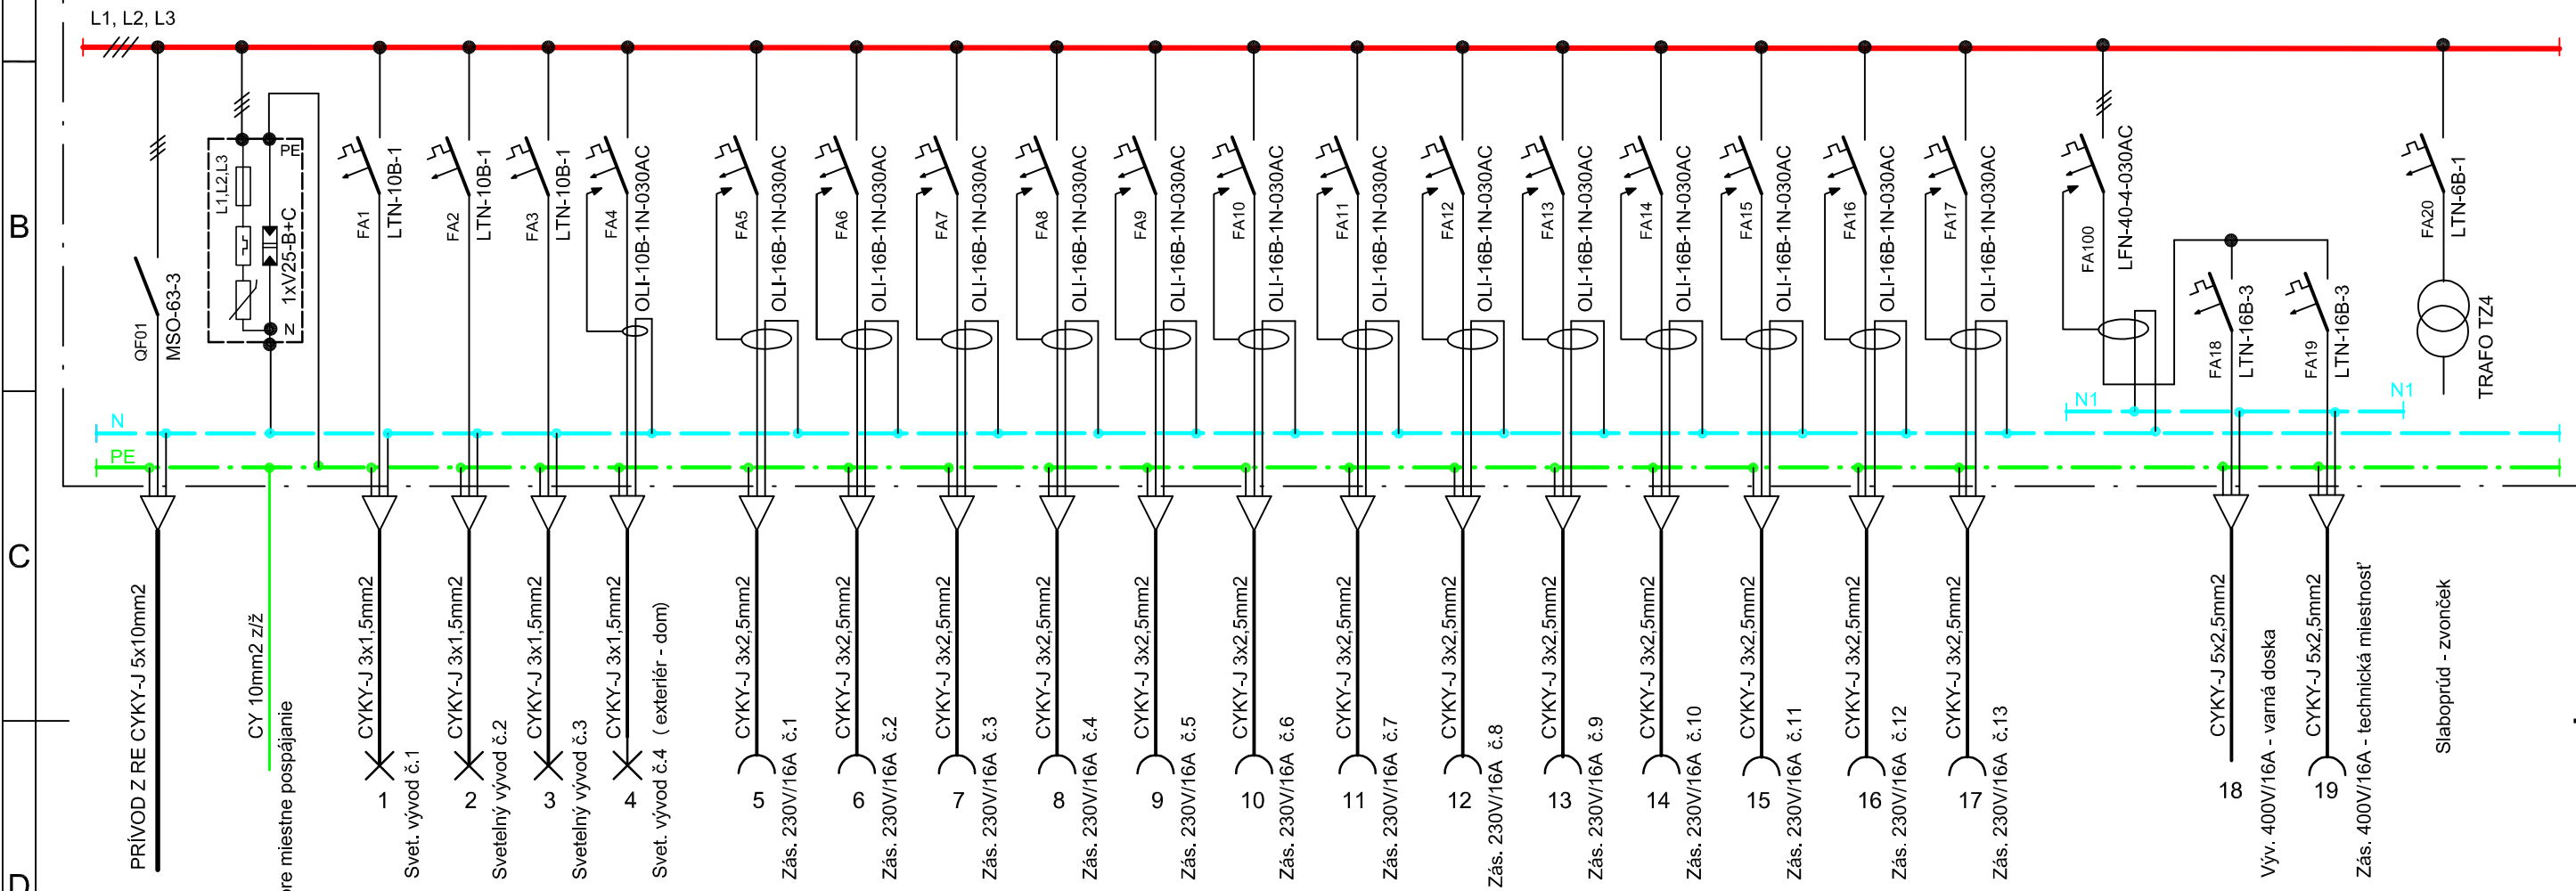 L1, L2, L3
B
C
D
QF01
MSO-63-3
L1,L2,L3
PE
1xV25-B+C
N
FA1
LTN-10B-1
FA2
LTN-10B-1
FA3
LTN-10B-1
FA4
OLI-10B-1N-030AC
FA5
OLI-16B-1N-030AC
FA6
OLI-16B-1N-030AC
FA7
OLI-16B-1N-030AC
FA8
OLI-16B-1N-030AC
FA9
OLI-16B-1N-030AC
FA10
OLI-16B-1N-030AC
FA11
OLI-16B-1N-030AC
FA12
OLI-16B-1N-030AC
FA13
OLI-16B-1N-030AC
FA14
OLI-16B-1N-030AC
FA15
OLI-16B-1N-030AC
FA16
OLI-16B-1N-030AC
FA17
OLI-16B-1N-030AC
FA100
LFN-40-4-030AC
FA18
LTN-16B-3
FA19
LTN-16B-3
FA20
LTN-6B-1
TRAFO TZ4
N
PE
N1
N1
PRÍVOD Z RE CYKY-J 5x10mm2
CY 10mm2 z/ž
pre miestne pospájanie
CYKY-J 3x1,5mm2
1
Svet. vývod č.1
CYKY-J 3x1,5mm2
2
Svetelný vývod č.2
CYKY-J 3x1,5mm2
3
Svetelný vývod č.3
CYKY-J 3x1,5mm2
4
Svet. vývod č.4 ( exteriér - dom)
CYKY-J 3x2,5mm2
5
Zás. 230V/16A č.1
CYKY-J 3x2,5mm2
6
Zás. 230V/16A č.2
CYKY-J 3x2,5mm2
7
Zás. 230V/16A č.3
CYKY-J 3x2,5mm2
8
Zás. 230V/16A č.4
CYKY-J 3x2,5mm2
9
Zás. 230V/16A č.5
CYKY-J 3x2,5mm2
10
Zás. 230V/16A č.6
CYKY-J 3x2,5mm2
11
Zás. 230V/16A č.7
CYKY-J 3x2,5mm2
12
Zás. 230V/16A č.8
CYKY-J 3x2,5mm2
13
Zás. 230V/16A č.9
CYKY-J 3x2,5mm2
14
Zás. 230V/16A č.10
CYKY-J 3x2,5mm2
15
Zás. 230V/16A č.11
CYKY-J 3x2,5mm2
16
Zás. 230V/16A č.12
CYKY-J 3x2,5mm2
17
Zás. 230V/16A č.13
CYKY-J 5x2,5mm2
18
Výv. 400V/16A - varná doska
CYKY-J 5x2,5mm2
19
Zás. 400V/16A - technická miestnosť
Slaboprúd - zvonček